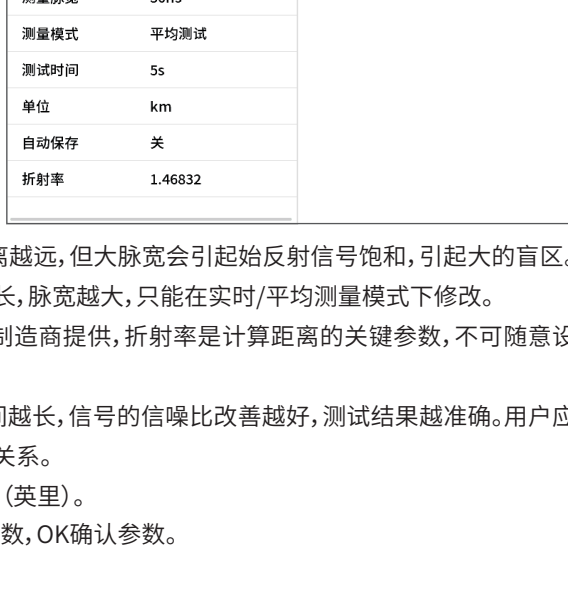 测量模式 平均测试
测试时间 5s
单位 km
自动保存 关
折射率 1.46832
越远，但大脉宽会引起始反射信号饱和，引起大的盲区。
长，脉宽越大，只能在实时/平均测量模式下修改。
制造商提供，折射率是计算距离的关键参数，不可随意设
间越长，信号的信噪比改善越好，测试结果越准确。用户应
关系。
（英里）。
数，OK确认参数。